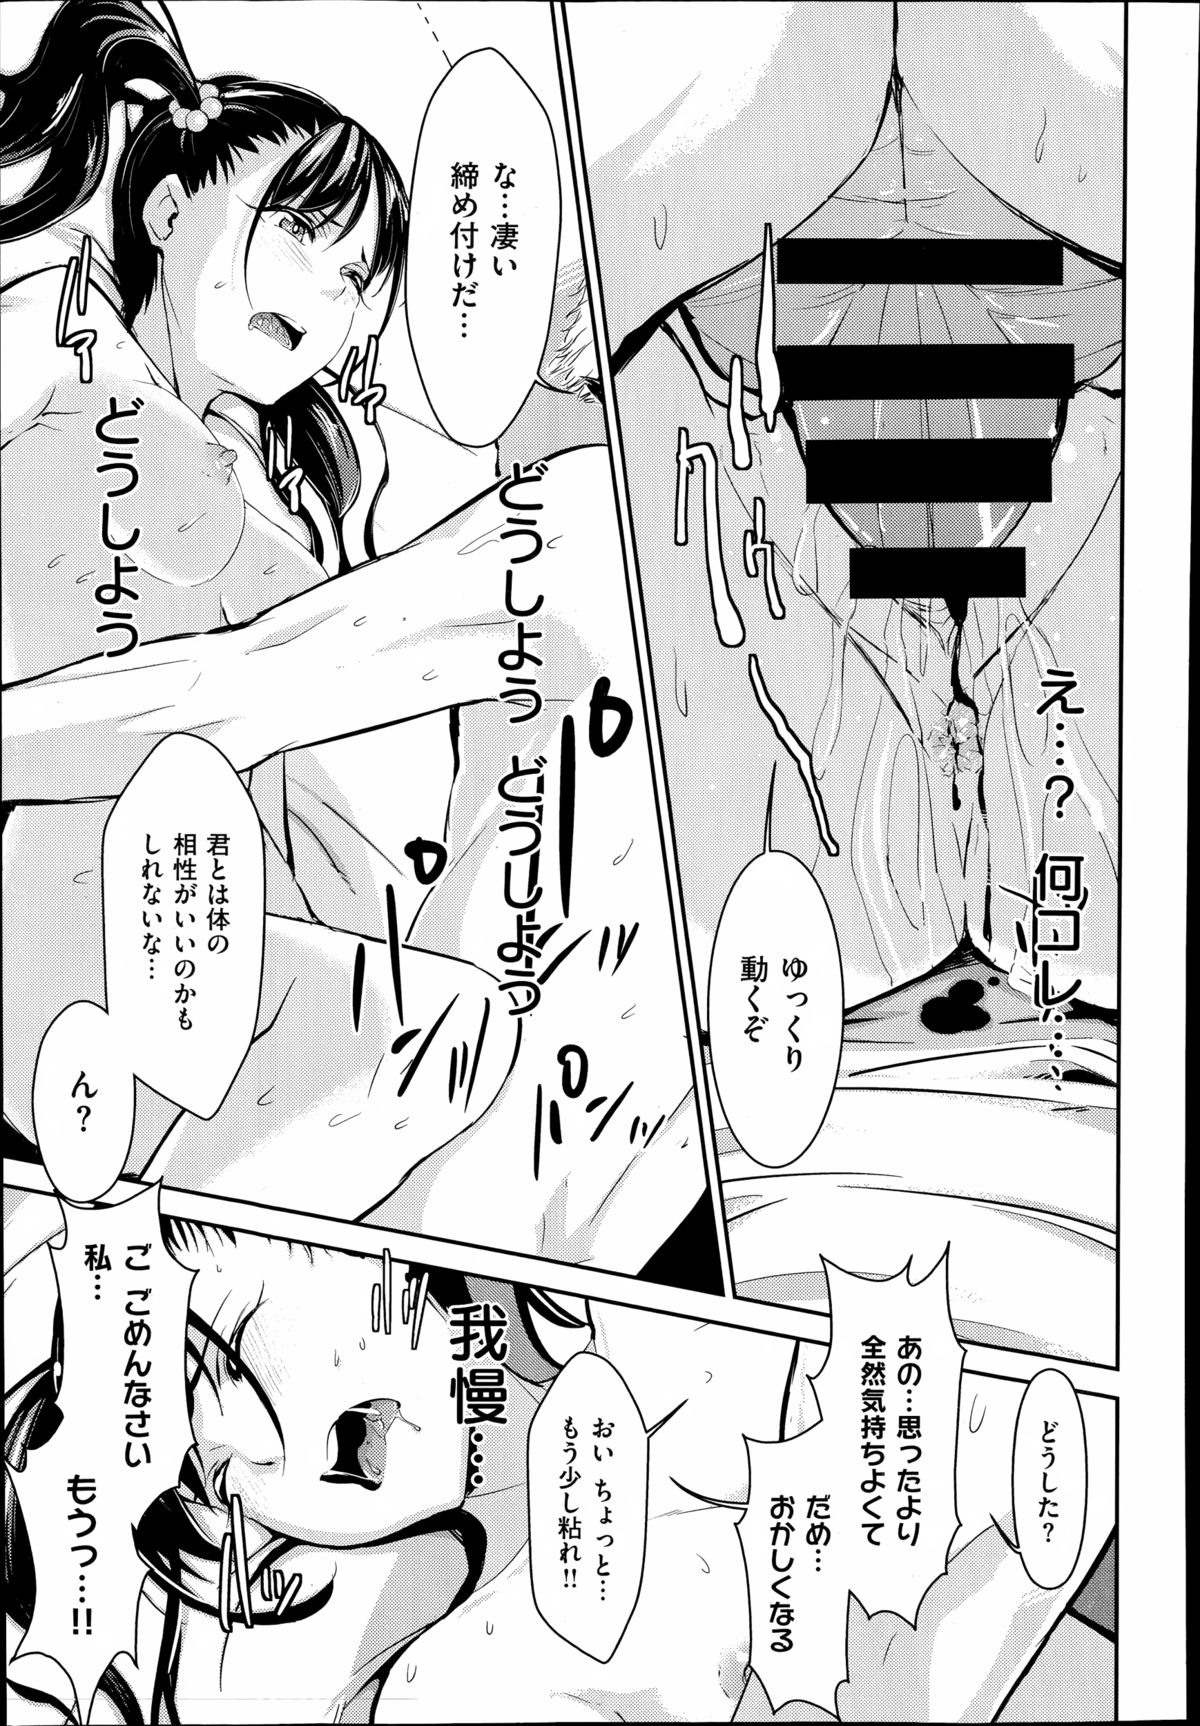 え…？
何コレ……
ゆっくり
動くぞ
な…凄い
締め付けだ…
どうしよう
どうしよう
どうしよう
君とは体の
相性がいいのかも
しれないな…
ん？
どうした？
あの…思ったより
全然気持ちよくて
だめ…
おかしくなる
おい ちょっと…
もう少し粘れ!!
我慢…
ご ごめんなさい
私…
もうっ…!!